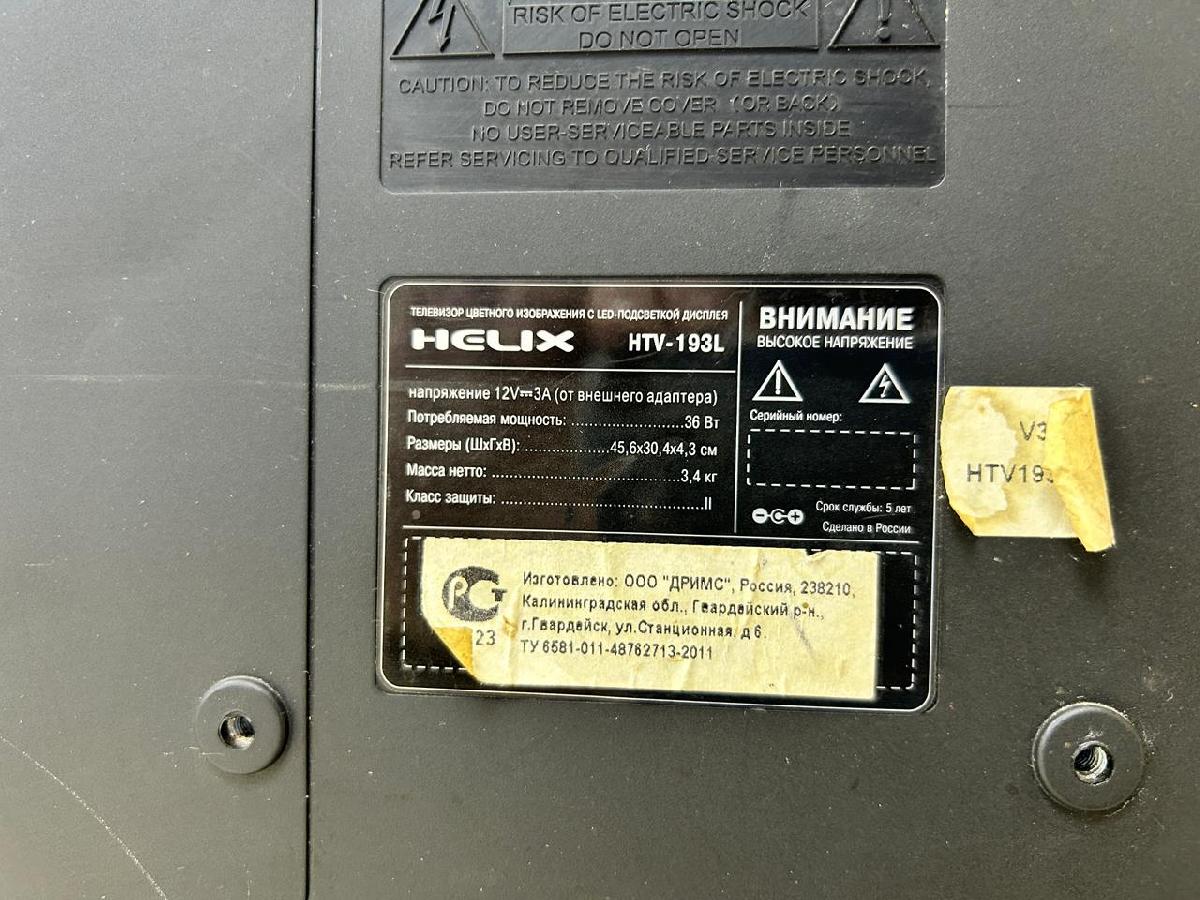 RISK OF ELECTRIC SHOCK
DO NOT OPEN
CAUTION: TO REDUCE THE RISK OF ELECTRIC SHOCK,
DO NOT REMOVE COVER (OR BACK)
NO USER-SERVICEABLE PARTS INSIDE
REFER SERVICING TO QUALIFIED SERVICE PERSONNEL
ТЕЛЕВИЗОР ЦВЕТНОГО ИЗОБРАЖЕНИЯ С LED-ПОДСВЕТКОЙ ДИСПЛЕЯ
HELIX HTV-193L
напряжение 12V⎓3A (от внешнего адаптера)
Потребляемая мощность: ........................36 Вт
Размеры (ШxГxВ): ..................45,6x30,4x4,3 см
Масса нетто: ........................................3,4 кг
Класс защиты: ...........................................II
ВНИМАНИЕ
ВЫСОКОЕ НАПРЯЖЕНИЕ
Серийный номер:
Срок службы: 5 лет
Сделано в России
V3
HTV19
Изготовлено: ООО "ДРИМС", Россия, 238210,
Калининградская обл., Гвардейский р-н.,
г.Гвардейск, ул.Станционная, д 6.
ТУ 6581-011-48762713-2011
РСТ
23